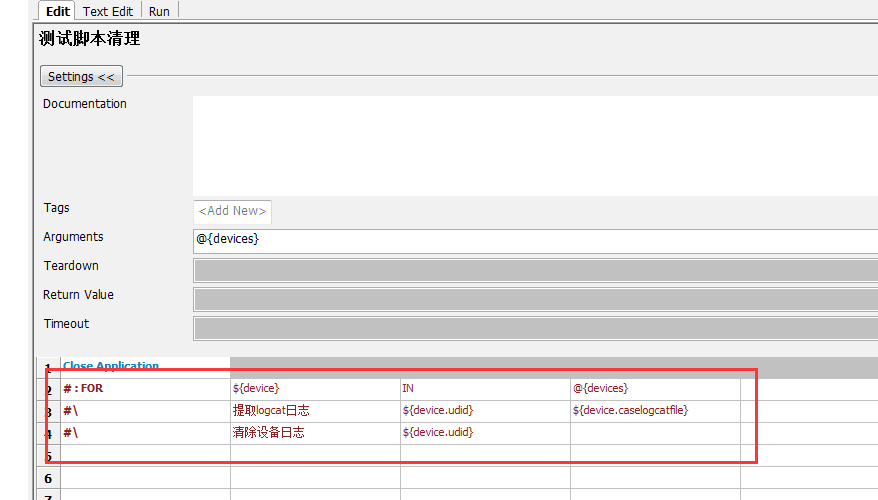 Edit Text Edit Run
测试脚本清理
Settings <<
Documentation
Tags <Add New>
Arguments @{devices}
Teardown
Return Value
Timeout
1 Close Application
2 # : FOR ${device} IN @{devices}
3 #\ 提取logcat日志 ${device.udid} ${device.caselogcatfile}
4 #\ 清除设备日志 ${device.udid}
5
6
7